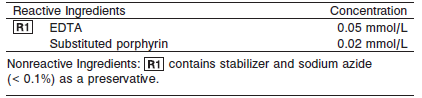 Reactive Ingredients Concentration
R1 EDTA 0.05 mmol/L
Substituted porphyrin 0.02 mmol/L
Nonreactive Ingredients: R1 contains stabilizer and sodium azide
(< 0.1%) as a preservative.